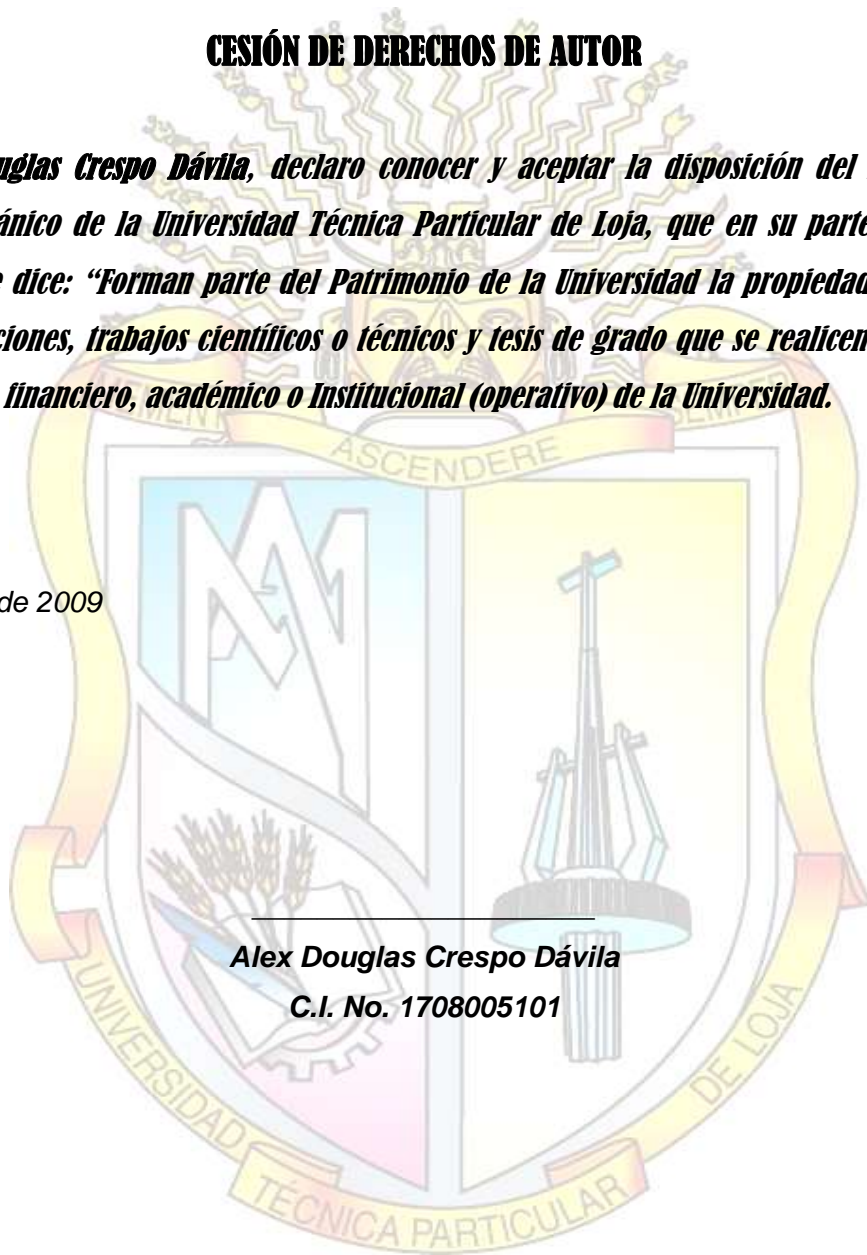 CESIÓN DE DERECHOS DE AUTOR
uglas Crespo Dávila, declaro conocer y aceptar la disposición del
ánico de la Universidad Técnica Particular de Loja, que en su parte
e dice: “Forman parte del Patrimonio de la Universidad la propiedad
ciones, trabajos científicos o técnicos y tesis de grado que se realicen
financiero, académico o Institucional (operativo) de la Universidad.
ASCENDERE
de 2009
Alex Douglas Crespo Dávila
C.I. No. 1708005101
UNIVERSIDAD TÉCNICA PARTICULAR DE LOJA